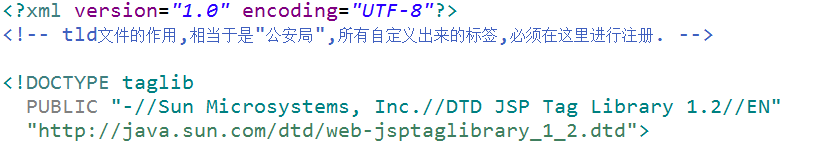 <?xml version="1.0" encoding="UTF-8"?>
<!-- tld文件的作用,相当于是"公安局",所有自定义出来的标签,必须在这里进行注册. -->
<!DOCTYPE taglib
PUBLIC "-//Sun Microsystems, Inc.//DTD JSP Tag Library 1.2//EN"
"http://java.sun.com/dtd/web-jsptaglibrary_1_2.dtd">